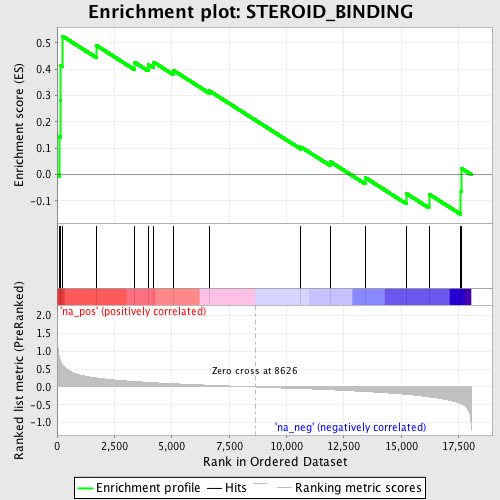 Enrichment plot: STEROID_BINDING
Enrichment score (ES)
0.5
0.4
0.3
0.2
0.1
0.0
-0.1
'na_pos' (positively correlated)
Ranked list metric (PreRanked)
2.0
1.5
1.0
0.5
0.0
-0.5
-1.0
Zero cross at 8626
'na_neg' (negatively correlated)
0
2,500
5,000
7,500
10,000
12,500
15,000
17,500
Rank in Ordered Dataset
Enrichment profile
Hits
Ranking metric scores